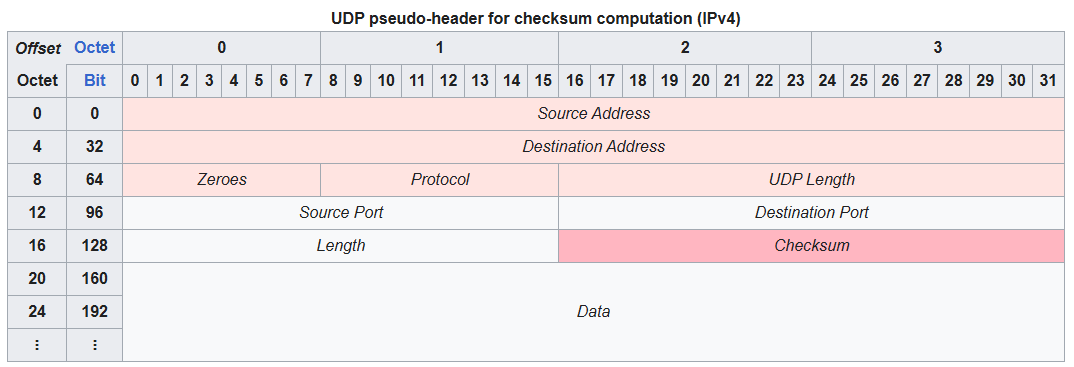 UDP pseudo-header for checksum computation (IPv4)
Offset Octet 0 1 2 3
Octet Bit 0 1 2 3 4 5 6 7 8 9 10 11 12 13 14 15 16 17 18 19 20 21 22 23 24 25 26 27 28 29 30 31
0 0 Source Address
4 32 Destination Address
8 64 Zeroes Protocol UDP Length
12 96 Source Port Destination Port
16 128 Length Checksum
20 160
24 192 Data
⋮ ⋮